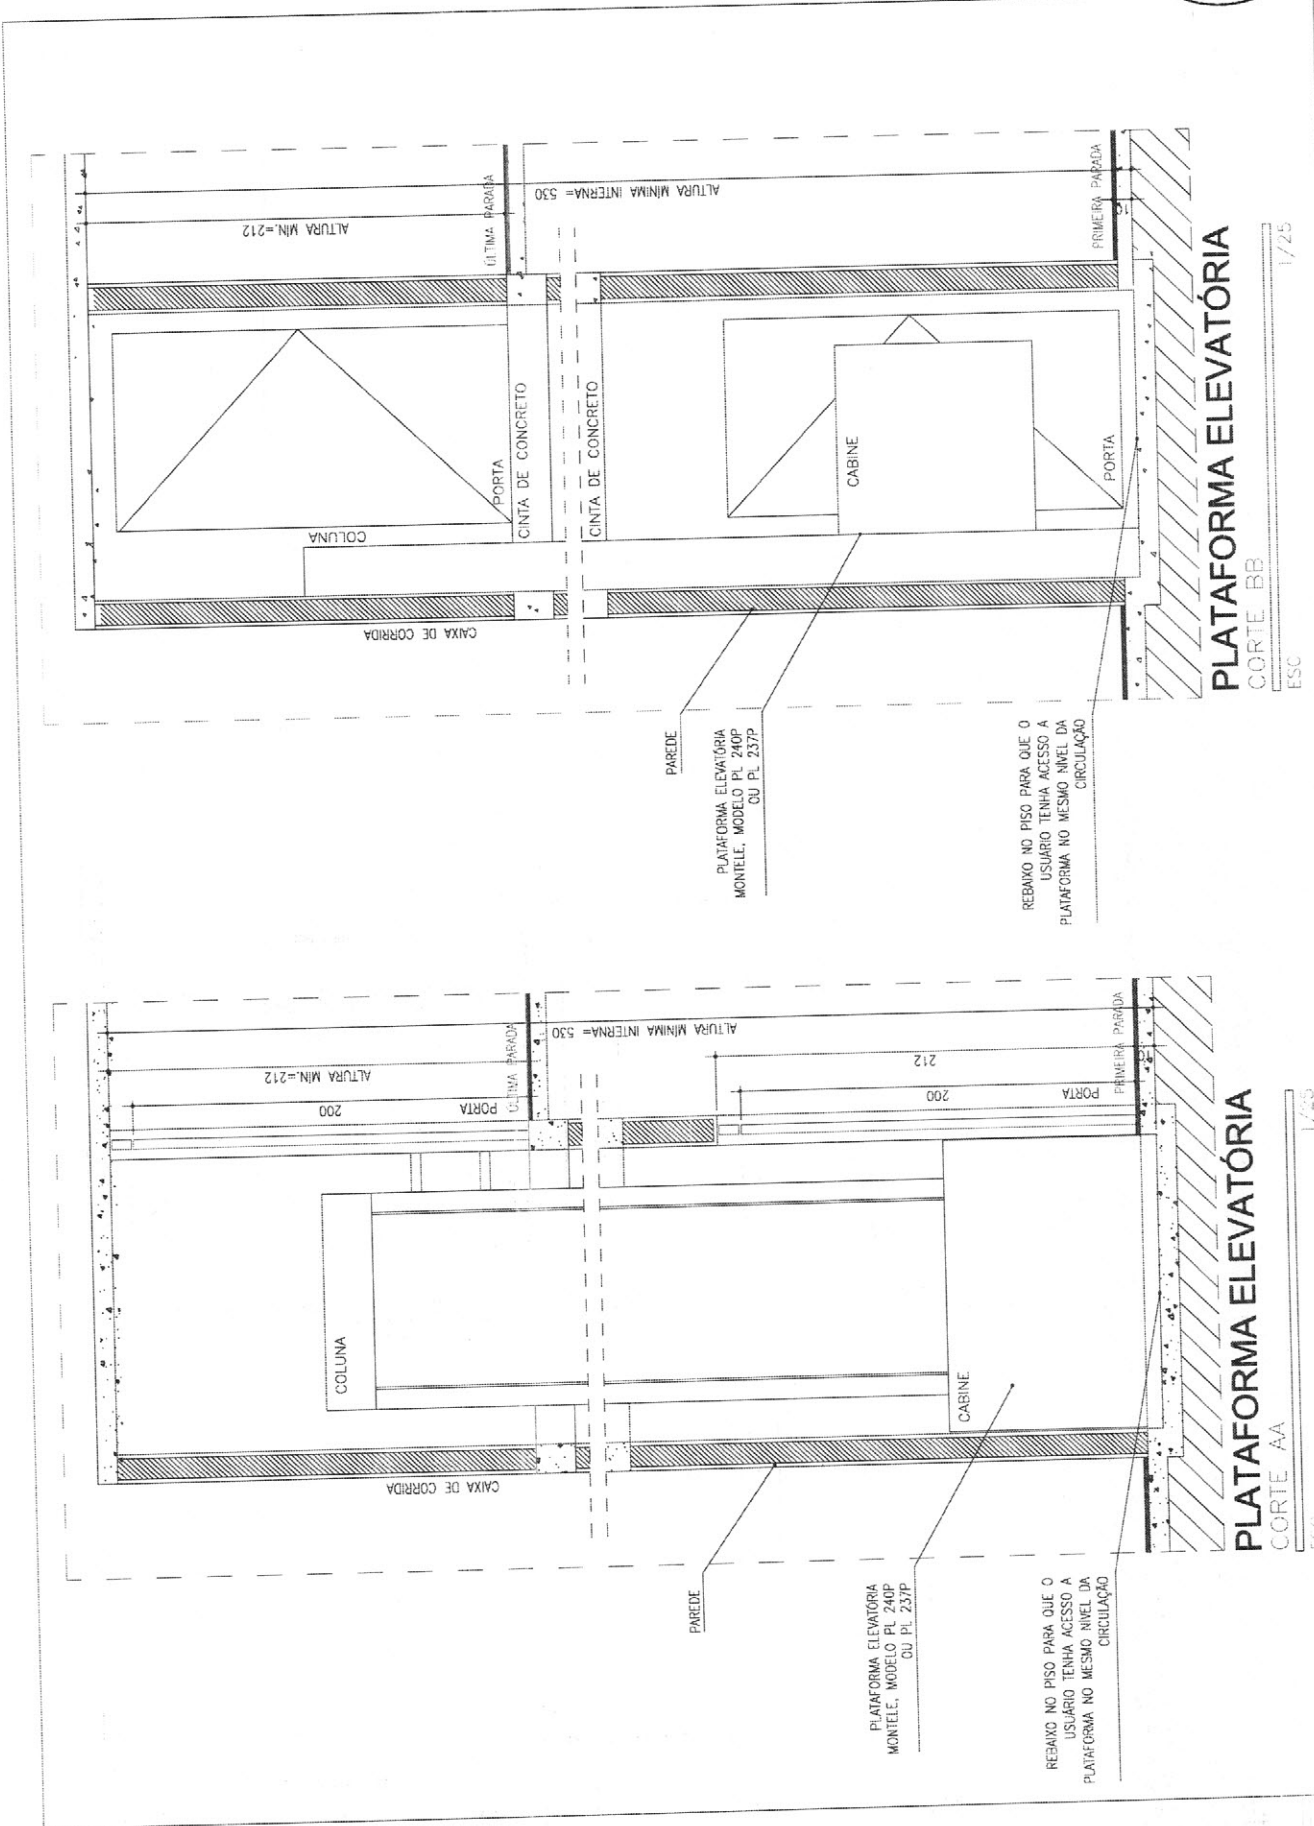 ÚLTIMA PARADA
ALTURA MÍN.=212
ALTURA MÍNIMA INTERNA= 530
PRIMEIRA PARADA
10
COLUNA
PORTA
CINTA DE CONCRETO
CINTA DE CONCRETO
CABINE
PORTA
CAIXA DE CORRIDA
PAREDE
PLATAFORMA ELEVATÓRIA
MONTELE, MODELO PL 240P
OU PL 237P
REBAIXO NO PISO PARA QUE O
USUÁRIO TENHA ACESSO A
PLATAFORMA NO MESMO NÍVEL DA
CIRCULAÇÃO
PLATAFORMA ELEVATÓRIA
CORTE BB
ESC 1/25
ÚLTIMA PARADA
ALTURA MÍN.=212
200
PORTA
ALTURA MÍNIMA INTERNA= 530
212
200
PORTA
PRIMEIRA PARADA
10
COLUNA
CABINE
CAIXA DE CORRIDA
PAREDE
PLATAFORMA ELEVATÓRIA
MONTELE, MODELO PL 240P
OU PL 237P
REBAIXO NO PISO PARA QUE O
USUÁRIO TENHA ACESSO A
PLATAFORMA NO MESMO NÍVEL DA
CIRCULAÇÃO
PLATAFORMA ELEVATÓRIA
CORTE AA
1/25